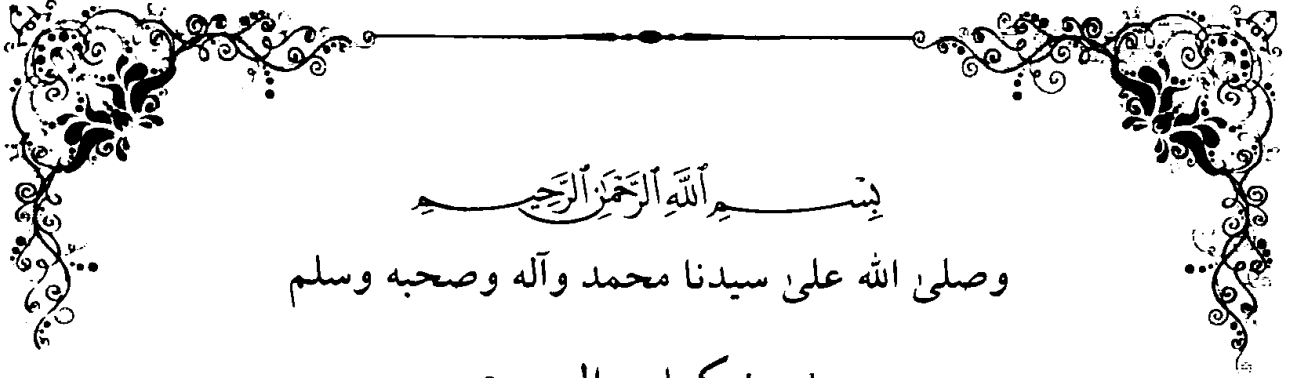 بِسْمِ ٱللَّهِ ٱلرَّحْمَٰنِ ٱلرَّحِيمِ
وصلىٰ الله علىٰ سيدنا محمد وآله وصحبه وسلم